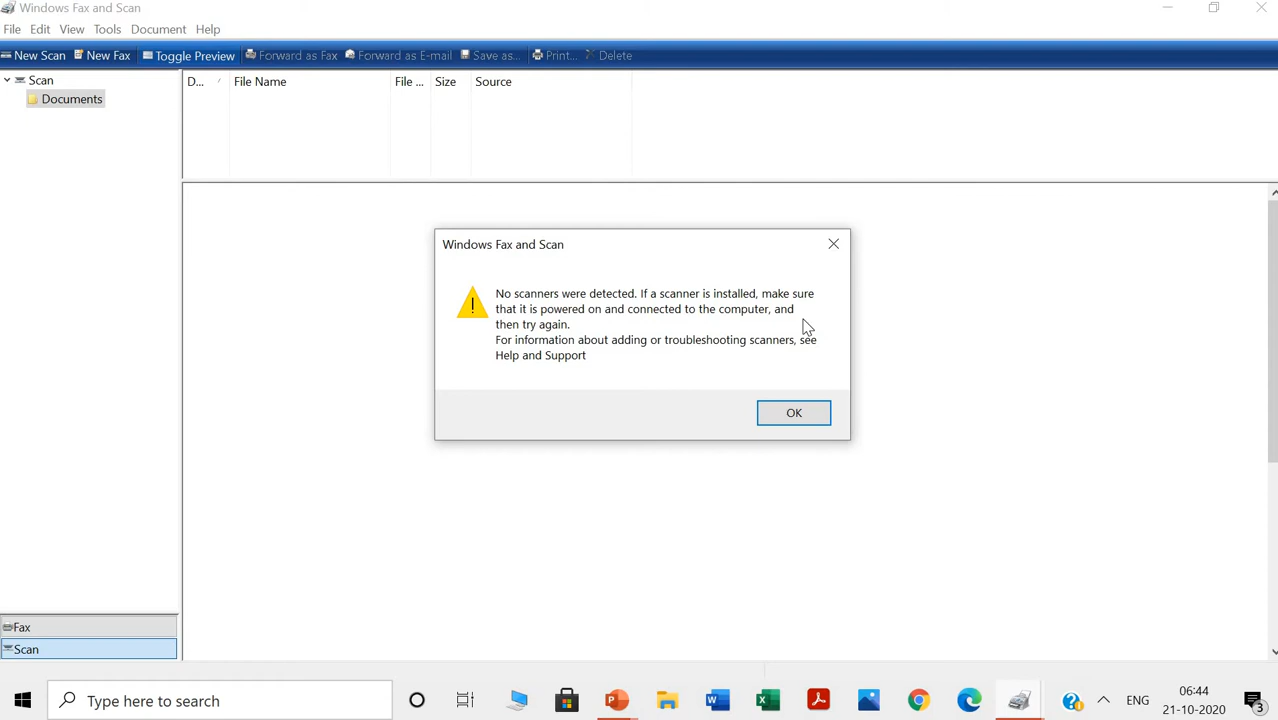 Windows Fax and Scan
File Edit View Tools Document Help
New Scan New Fax Toggle Preview Forward as Fax Forward as E-mail Save as... Print... Delete
Scan
Documents
D... File Name File ... Size Source
Windows Fax and Scan
No scanners were detected. If a scanner is installed, make sure
that it is powered on and connected to the computer, and
then try again.
For information about adding or troubleshooting scanners, see
Help and Support
OK
Fax
Scan
Type here to search
ENG
06:44
21-10-2020
3